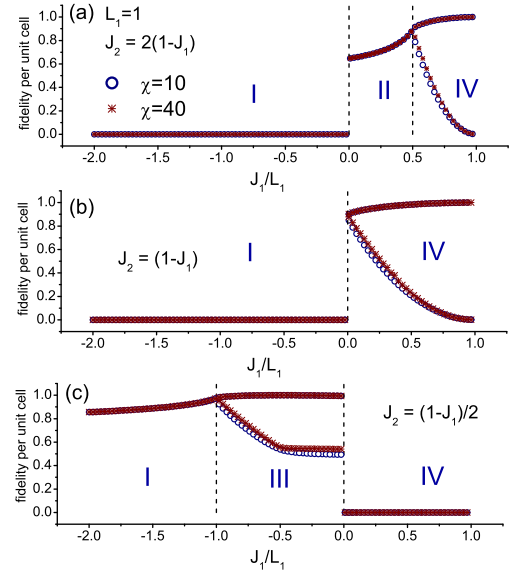 (a)
L₁=1
J₂ = 2(1-J₁)
χ=10
χ=40
I
II
IV
fidelity per unit cell
1.0
0.8
0.6
0.4
0.2
0.0
-2.0 -1.5 -1.0 -0.5 0.0 0.5 1.0
J₁/L₁
(b)
J₂ = (1-J₁)
I
IV
fidelity per unit cell
1.0
0.8
0.6
0.4
0.2
0.0
-2.0 -1.5 -1.0 -0.5 0.0 0.5 1.0
J₁/L₁
(c)
J₂ = (1-J₁)/2
I
III
IV
fidelity per unit cell
1.0
0.8
0.6
0.4
0.2
0.0
-2.0 -1.5 -1.0 -0.5 0.0 0.5 1.0
J₁/L₁